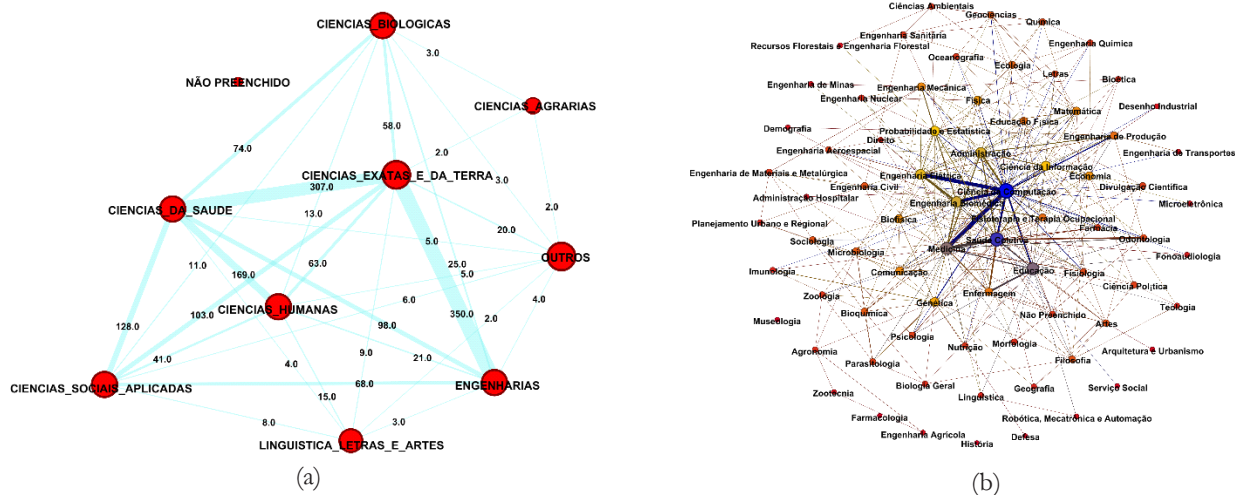 CIENCIAS_BIOLOGICAS
3.0
NÃO PREENCHIDO
CIENCIAS_AGRARIAS
58.0
74.0
2.0
CIENCIAS_EXATAS_E_DA_TERRA
307.0
3.0
CIENCIAS_DA_SAUDE
13.0
2.0
20.0
5.0
OUTROS
63.0
25.0
11.0
169.0
5.0
6.0
4.0
CIENCIAS_HUMANAS
103.0
350.0
2.0
128.0
98.0
9.0
41.0
4.0
21.0
CIENCIAS_SOCIAIS_APLICADAS
68.0
ENGENHARIAS
15.0
8.0
3.0
LINGUISTICA_LETRAS_E_ARTES
(a)
Ciências Ambientais
Geociências
Química
Engenharia Sanitária
Recursos Florestais e Engenharia Florestal
Engenharia Química
Oceanografia
Ecologia
Letras
Bioética
Engenharia de Minas
Engenharia Mecânica
Engenharia Nuclear
Física
Matemática
Desenho Industrial
Educação Física
Demografia
Probabilidade e Estatística
Direito
Engenharia de Produção
Engenharia Aeroespacial
Administração
Engenharia de Transportes
Ciência da Informação
Engenharia de Materiais e Metalúrgica
Engenharia Elétrica
Economia
Engenharia Civil
Ciência da Computação
Divulgação Científica
Administração Hospitalar
Engenharia Biomédica
Microeletrônica
Planejamento Urbano e Regional
Biofísica
Fisioterapia e Terapia Ocupacional
Farmácia
Sociologia
Saúde Coletiva
Odontologia
Microbiologia
Medicina
Fonoaudiologia
Imunologia
Comunicação
Educação
Fisiologia
Ciência Política
Zoologia
Enfermagem
Genética
Teologia
Museologia
Bioquímica
Não Preenchido
Artes
Psicologia
Agronomia
Nutrição
Morfologia
Arquitetura e Urbanismo
Parasitologia
Filosofia
Biologia Geral
Geografia
Serviço Social
Zootecnia
Linguística
Farmacologia
Robótica, Mecatrônica e Automação
Engenharia Agrícola
Defesa
História
(b)